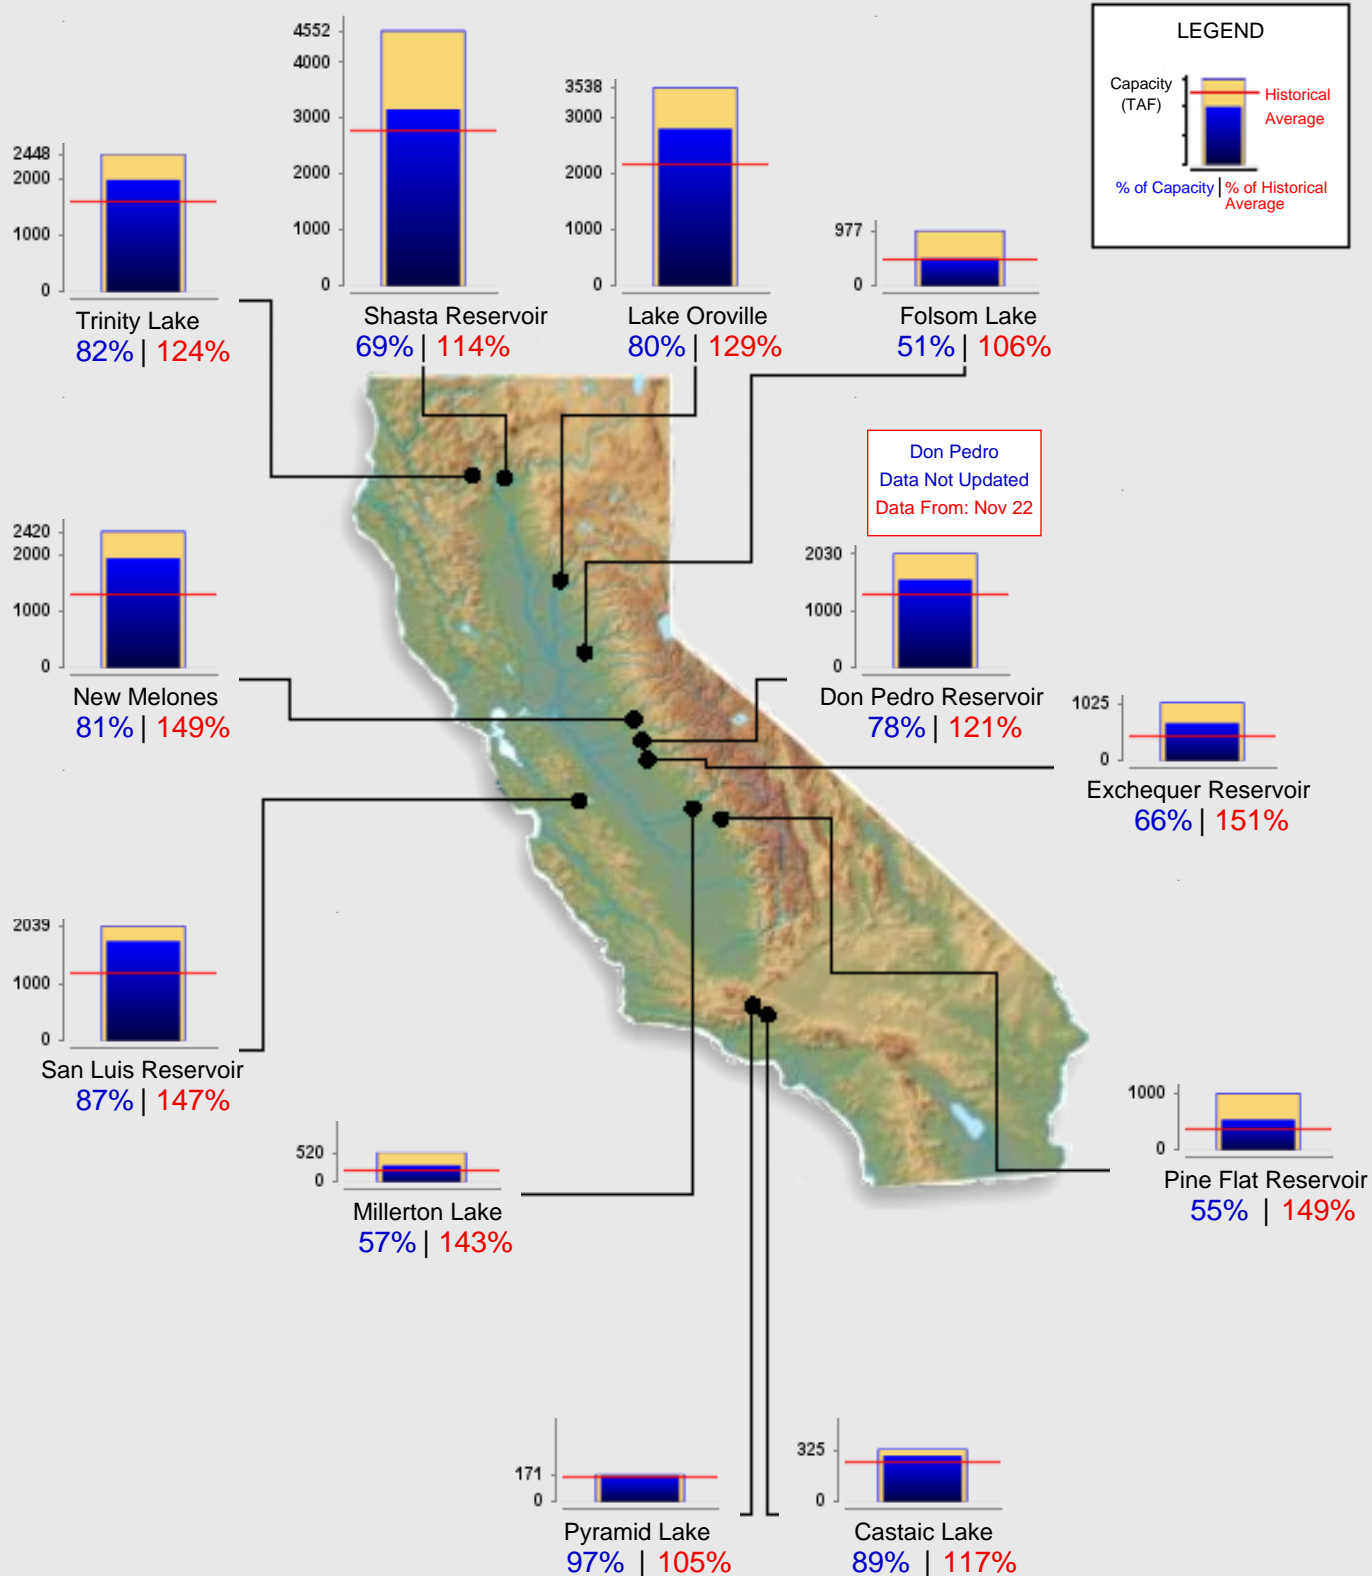 LEGEND
Capacity
(TAF)
Historical
Average
% of Capacity | % of Historical
Average
4552
4000
3000
2000
1000
0
Shasta Reservoir
69% | 114%
3538
3000
2000
1000
0
Lake Oroville
80% | 129%
2448
2000
1000
0
Trinity Lake
82% | 124%
977
0
Folsom Lake
51% | 106%
Don Pedro
Data Not Updated
Data From: Nov 22
2420
2000
1000
0
New Melones
81% | 149%
2030
1000
0
Don Pedro Reservoir
78% | 121%
1025
0
Exchequer Reservoir
66% | 151%
2039
1000
0
San Luis Reservoir
87% | 147%
520
0
Millerton Lake
57% | 143%
1000
0
Pine Flat Reservoir
55% | 149%
171
0
Pyramid Lake
97% | 105%
325
0
Castaic Lake
89% | 117%